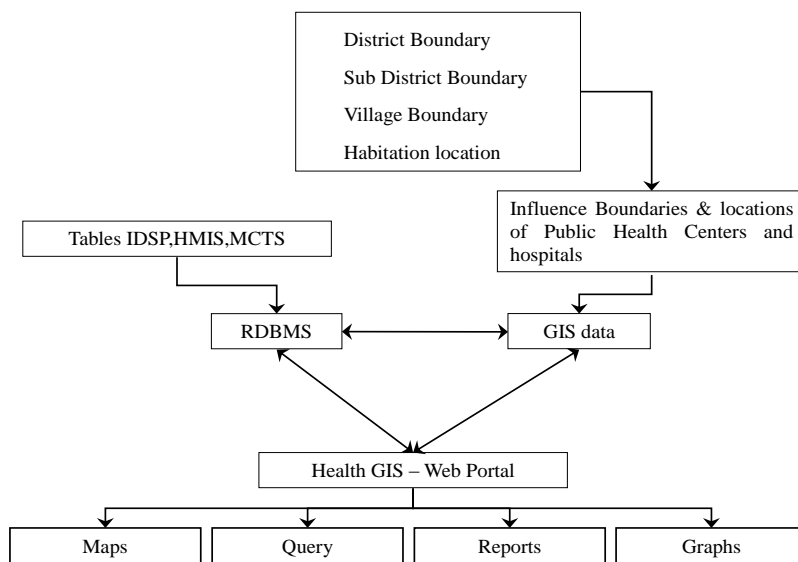 District Boundary
Sub District Boundary
Village Boundary
Habitation location
Influence Boundaries & locations
of Public Health Centers and
hospitals
Tables IDSP,HMIS,MCTS
RDBMS
GIS data
Health GIS – Web Portal
Maps
Query
Reports
Graphs